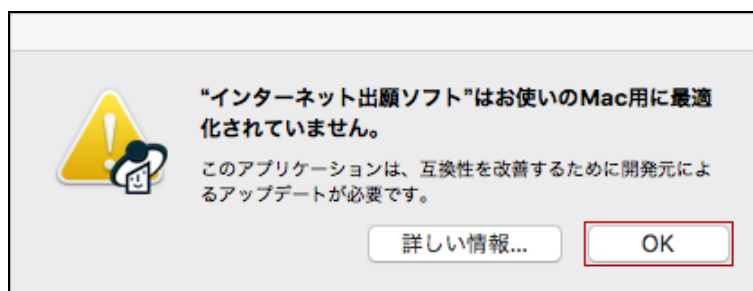 “インターネット出願ソフト”はお使いのMac用に最適
化されていません。
このアプリケーションは、互換性を改善するために開発元によ
るアップデートが必要です。
詳しい情報...
OK